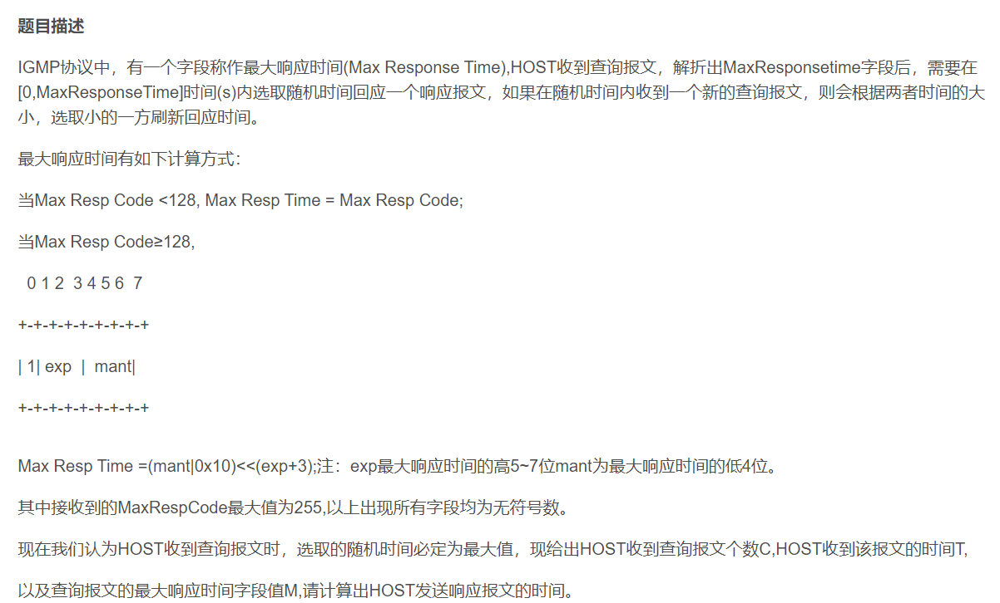 题目描述
IGMP协议中，有一个字段称作最大响应时间(Max Response Time),HOST收到查询报文，解折出MaxResponsetime字段后，需要在
[0,MaxResponseTime]时间(s)内选取随机时间回应一个响应报文，如果在随机时间内收到一个新的查询报文，则会根据两者时间的大
小，选取小的一方刷新回应时间。
最大响应时间有如下计算方式：
当Max Resp Code <128, Max Resp Time = Max Resp Code;
当Max Resp Code≥128,
0 1 2 3 4 5 6 7
+-+-+-+-+-+-+-+-+-+
| 1| exp | mant|
+-+-+-+-+-+-+-+-+-+
Max Resp Time =(mant|0x10)<<(exp+3);注：exp最大响应时间的高5~7位mant为最大响应时间的低4位。
其中接收到的MaxRespCode最大值为255,以上出现所有字段均为无符号数。
现在我们认为HOST收到查询报文时，选取的随机时间必定为最大值，现给出HOST收到查询报文个数C,HOST收到该报文的时间T,
以及查询报文的最大响应时间字段值M,请计算出HOST发送响应报文的时间。